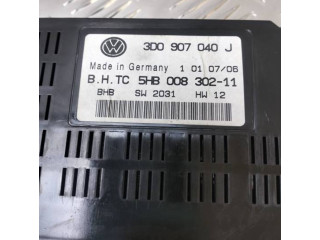 3D0 907 040 J
Made in Germany 1 01 07/06
B.H.TC 5HB 008 302-11
BHB SW 2031 HW 12